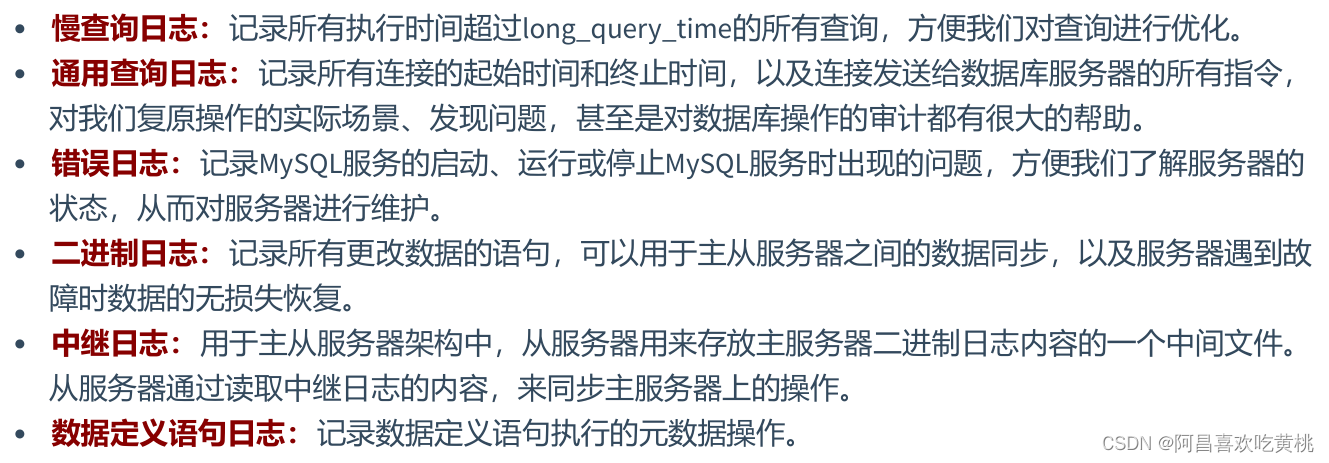 • 慢查询日志：记录所有执行时间超过long_query_time的所有查询，方便我们对查询进行优化。
• 通用查询日志：记录所有连接的起始时间和终止时间，以及连接发送给数据库服务器的所有指令，
对我们复原操作的实际场景、发现问题，甚至是对数据库操作的审计都有很大的帮助。
• 错误日志：记录MySQL服务的启动、运行或停止MySQL服务时出现的问题，方便我们了解服务器的
状态，从而对服务器进行维护。
• 二进制日志：记录所有更改数据的语句，可以用于主从服务器之间的数据同步，以及服务器遇到故
障时数据的无损失恢复。
• 中继日志：用于主从服务器架构中，从服务器用来存放主服务器二进制日志内容的一个中间文件。
从服务器通过读取中继日志的内容，来同步主服务器上的操作。
• 数据定义语句日志：记录数据定义语句执行的元数据操作。
CSDN @阿昌喜欢吃黄桃